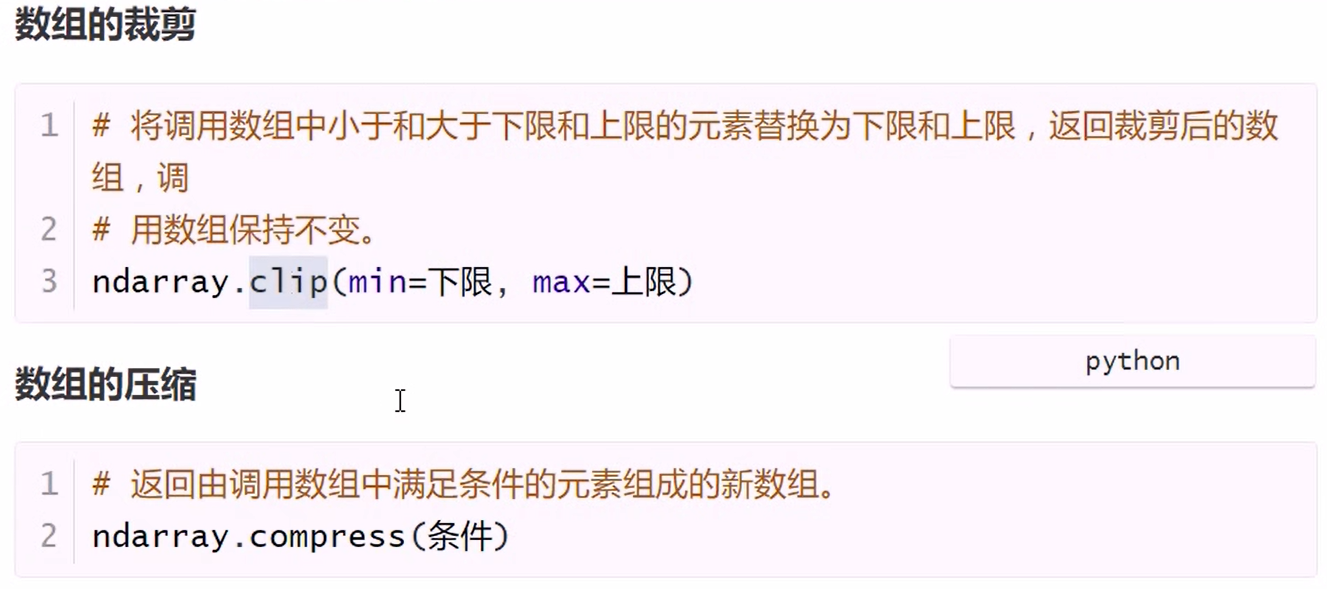 数组的裁剪
1 # 将调用数组中小于和大于下限和上限的元素替换为下限和上限，返回裁剪后的数
组，调
2 # 用数组保持不变。
3 ndarray.clip(min=下限, max=上限)
python
数组的压缩
1 # 返回由调用数组中满足条件的元素组成的新数组。
2 ndarray.compress(条件)